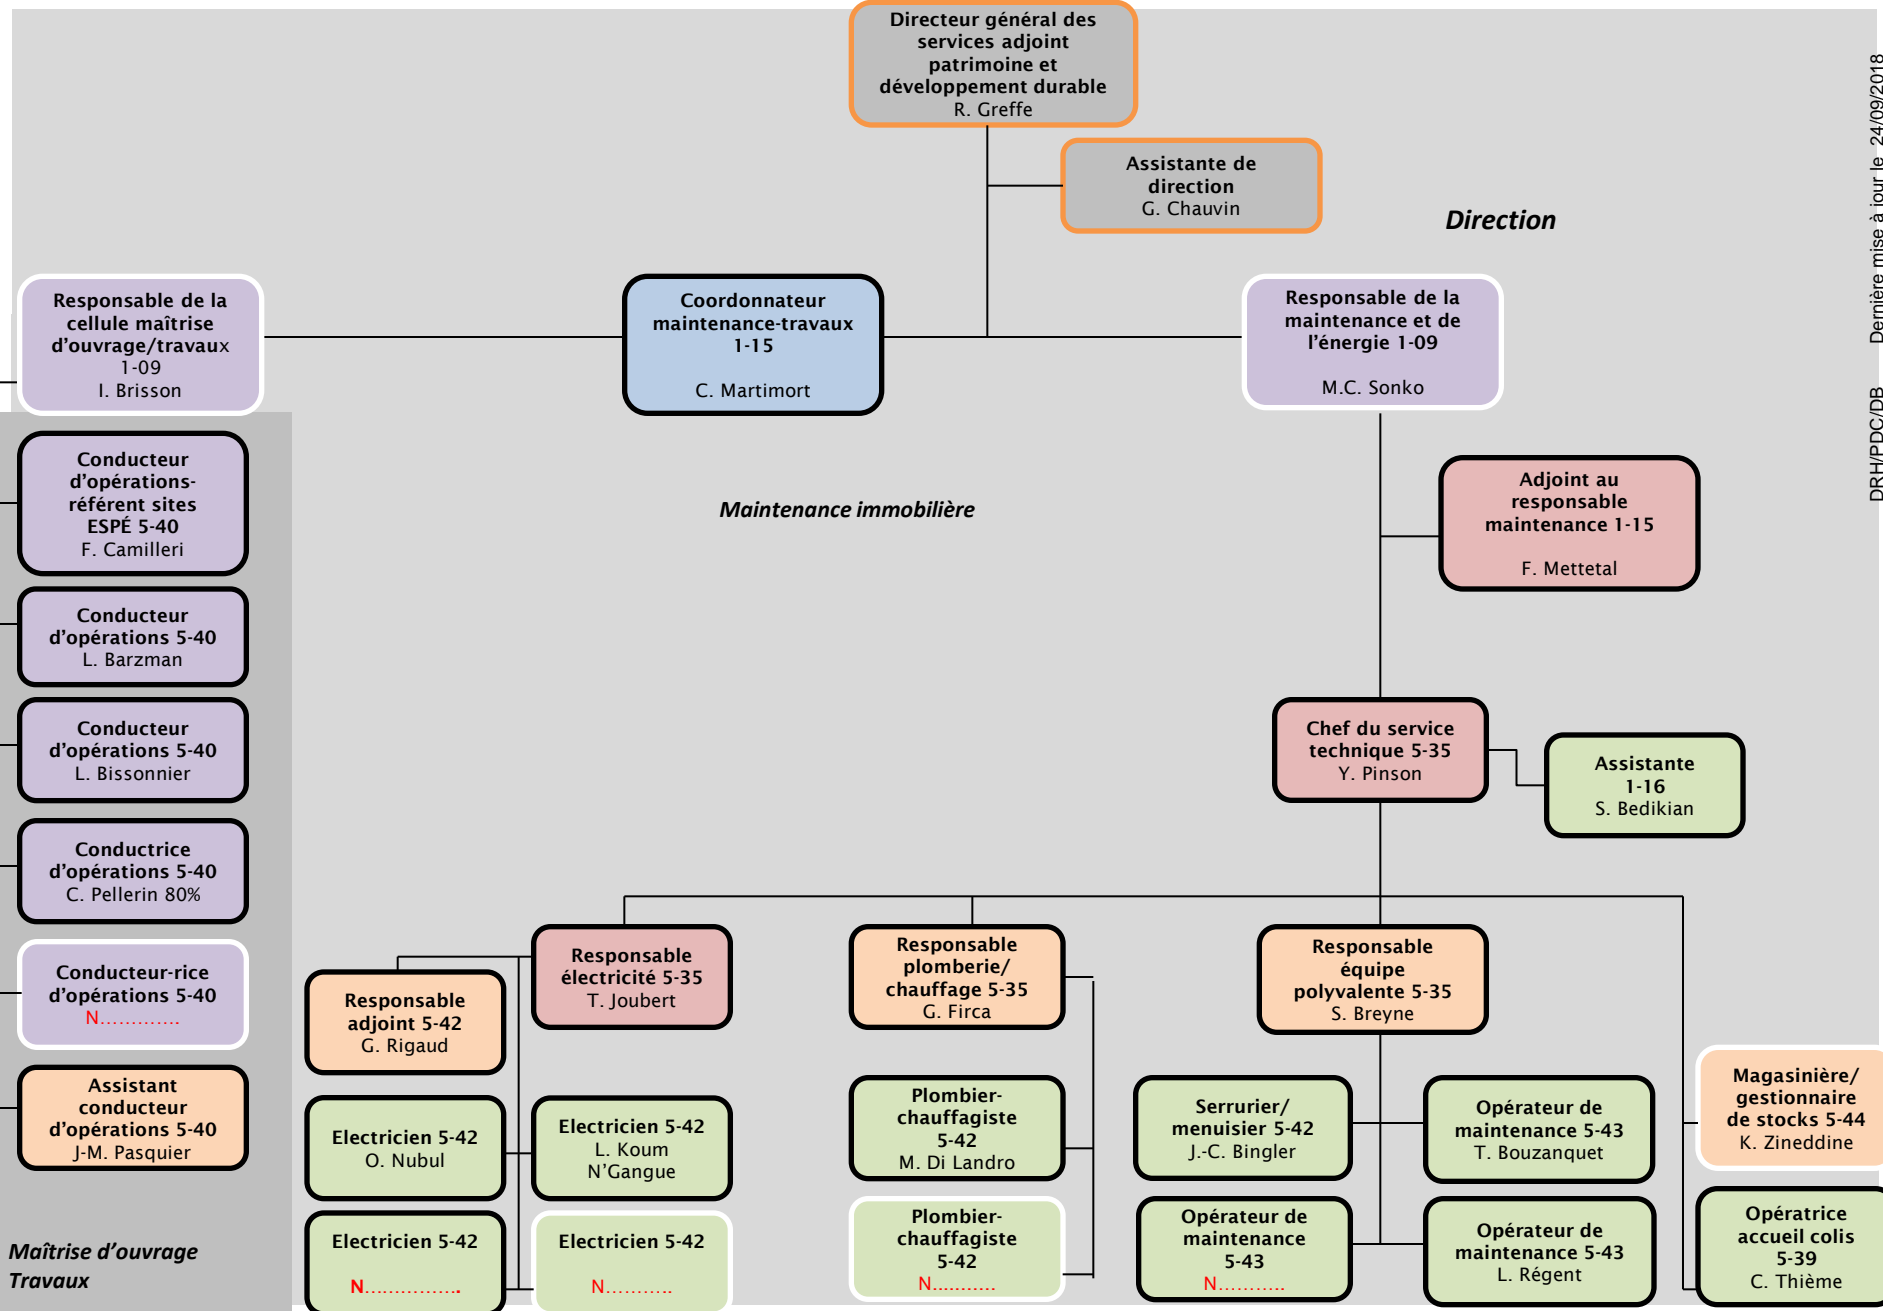 Directeur général des
services adjoint
patrimoine et
développement durable
R. Greffe
Assistante de
direction
G. Chauvin
Direction
Dernière mise à jour le  24/09/2018
DRH/PDC/DB
Responsable de la
cellule maîtrise
d'ouvrage/travaux
1-09
I. Brisson
Coordonnateur
maintenance-travaux
1-15
C. Martimort
Responsable de la
maintenance et de
l'énergie 1-09
M.C. Sonko
Conducteur
d'opérations-
référent sites
ESPÉ 5-40
F. Camilleri
Maintenance immobilière
Adjoint au
responsable
maintenance 1-15
F. Mettetal
Conducteur
d'opérations 5-40
L. Barzman
Conducteur
d'opérations 5-40
L. Bissonnier
Chef du service
technique 5-35
Y. Pinson
Assistante
1-16
S. Bedikian
Conductrice
d'opérations 5-40
C. Pellerin 80%
Conducteur-rice
d'opérations 5-40
N.............
Assistant
conducteur
d'opérations 5-40
J-M. Pasquier
Maîtrise d'ouvrage
Travaux
Responsable
électricité 5-35
T. Joubert
Responsable
adjoint 5-42
G. Rigaud
Electricien 5-42
O. Nubul
Electricien 5-42
L. Koum
N'Gangue
Electricien 5-42
N................
Electricien 5-42
N..........
Responsable
plomberie/
chauffage 5-35
G. Firca
Plombier-
chauffagiste
5-42
M. Di Landro
Plombier-
chauffagiste
5-42
N...........
Responsable
équipe
polyvalente 5-35
S. Breyne
Serrurier/
menuisier 5-42
J.-C. Bingler
Opérateur de
maintenance 5-43
T. Bouzanquet
Opérateur de
maintenance
5-43
N..........
Opérateur de
maintenance 5-43
L. Régent
Magasinière/
gestionnaire
de stocks 5-44
K. Zineddine
Opératrice
accueil colis
5-39
C. Thième